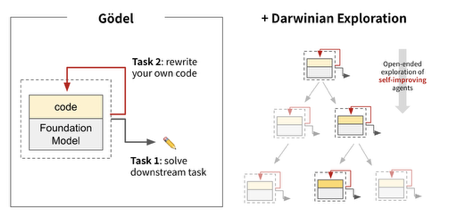 Gödel
Task 2: rewrite
your own code
code
Foundation
Model
Task 1: solve
downstream task
+ Darwinian Exploration
Open-ended
exploration of
self-improving
agents